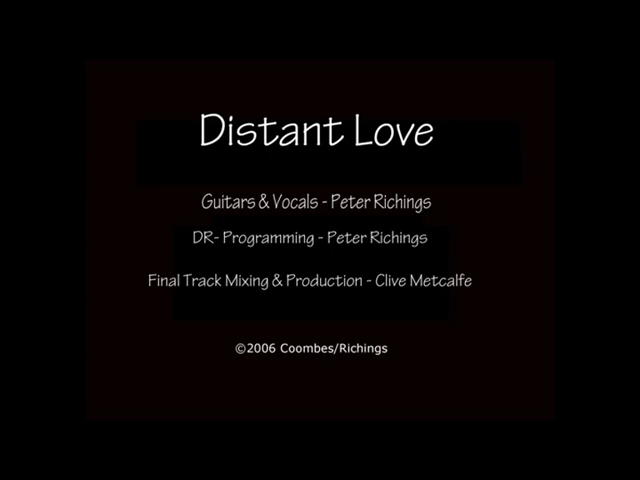 Distant Love
Guitars & Vocals - Peter Richings
DR- Programming - Peter Richings
Final Track Mixing & Production - Clive Metcalfe
©2006 Coombes/Richings